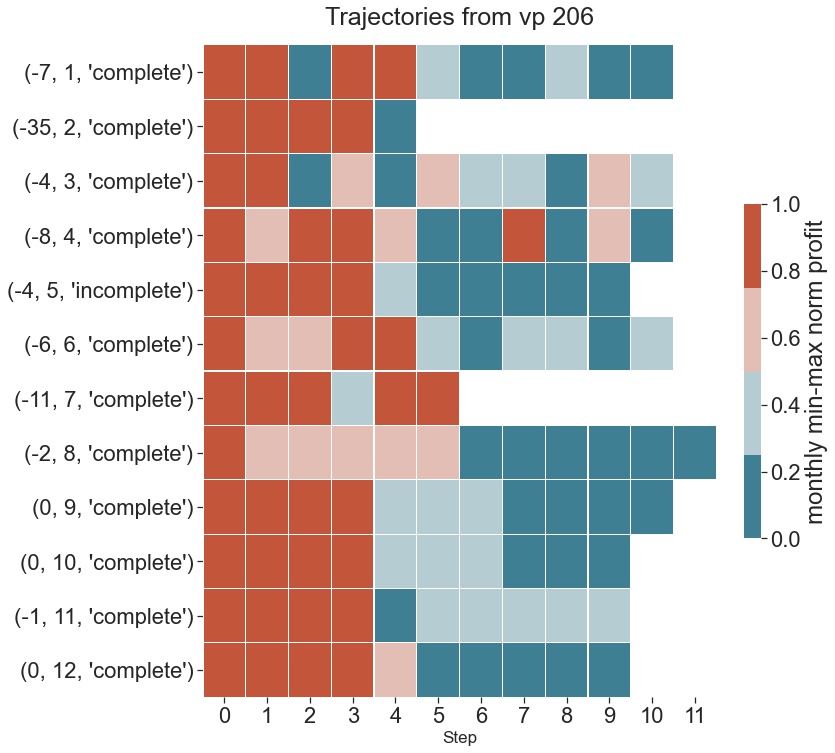 Trajectories from vp 206
(-7, 1, 'complete')
(-35, 2, 'complete')
(-4, 3, 'complete')
(-8, 4, 'complete')
(-4, 5, 'incomplete')
(-6, 6, 'complete')
(-11, 7, 'complete')
(-2, 8, 'complete')
(0, 9, 'complete')
(0, 10, 'complete')
(-1, 11, 'complete')
(0, 12, 'complete')
0 1 2 3 4 5 6 7 8 9 10 11
Step
1.0
0.8
0.6
0.4
0.2
0.0
monthly min-max norm profit